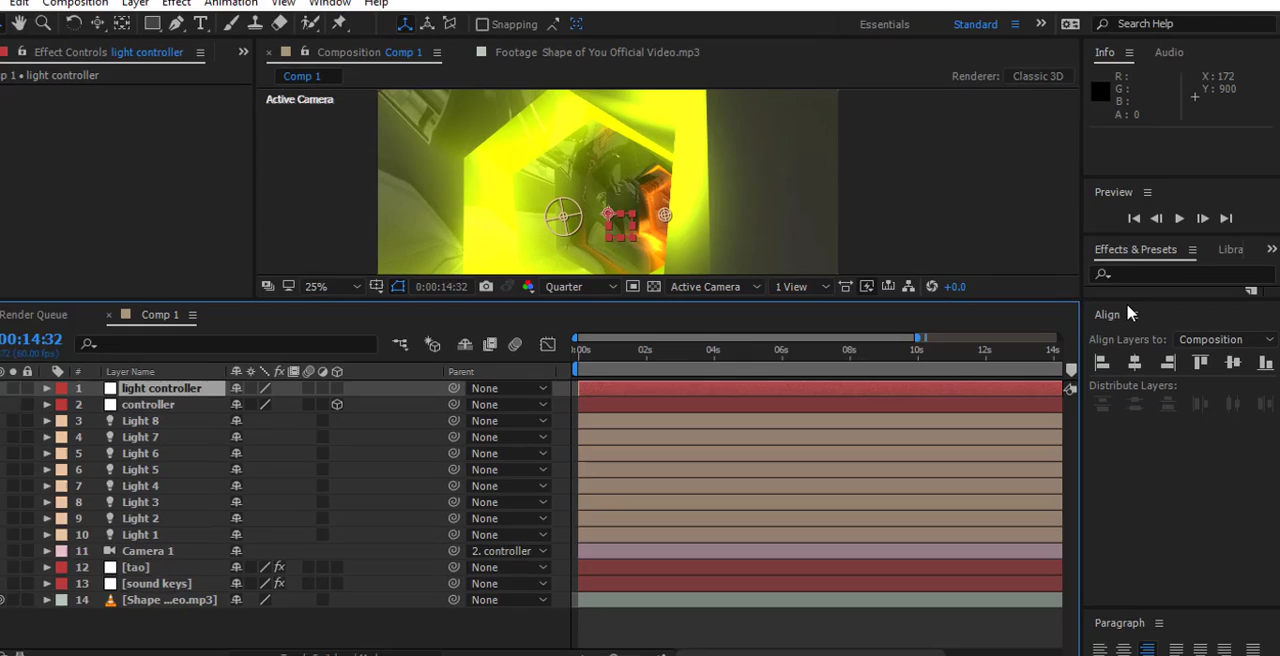 Edit Composition Layer Effect Animation View Window Help
Snapping Essentials Standard Search Help
Effect Controls light controller
Composition Comp 1
Footage Shape of You Official Video.mp3
Info Audio
p 1 • light controller
Comp 1
Renderer: Classic 3D
Active Camera
R:
G:
B:
A: 0
X: 172
Y: 900
Preview
Effects & Presets Libra
25% 0:00:14:32 Quarter Active Camera 1 View +0.0
Render Queue Comp 1
Align
:00:14:32
72 (60.00 fps)
Align Layers to: Composition
:00s 02s 04s 06s 08s 10s 12s 14s
# Layer Name fx Parent
Distribute Layers:
1 light controller None
2 controller None
3 Light 8 None
4 Light 7 None
5 Light 6 None
6 Light 5 None
7 Light 4 None
8 Light 3 None
9 Light 2 None
10 Light 1 None
11 Camera 1 2. controller
12 [tao] fx None
13 [sound keys] fx None
14 [Shape ...eo.mp3] None
Paragraph